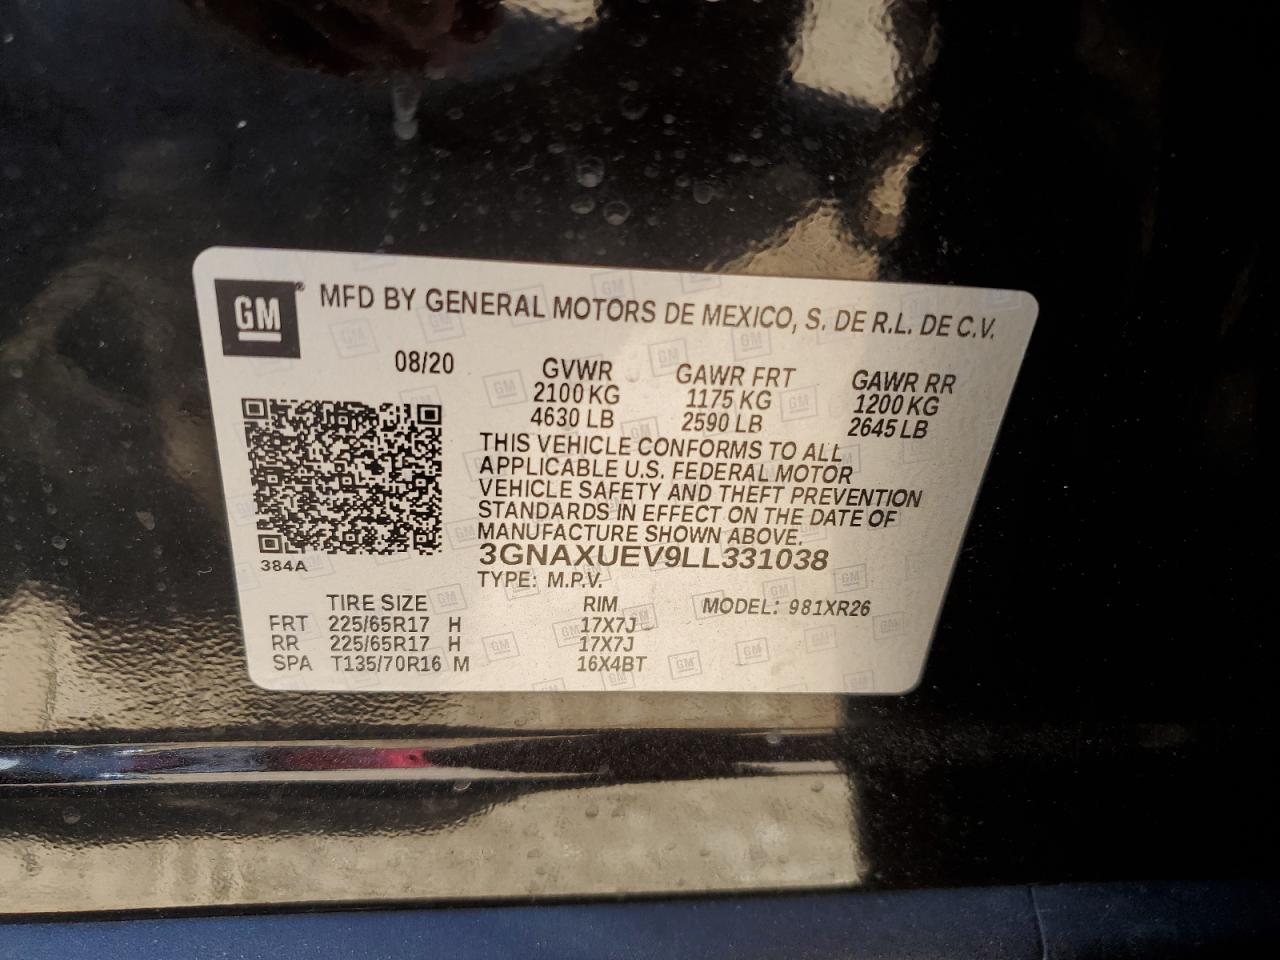 GM® MFD BY GENERAL MOTORS DE MEXICO, S. DE R.L. DE C.V.
08/20 GVWR GAWR FRT GAWR RR
2100 KG 1175 KG 1200 KG
4630 LB 2590 LB 2645 LB
THIS VEHICLE CONFORMS TO ALL
APPLICABLE U.S. FEDERAL MOTOR
VEHICLE SAFETY AND THEFT PREVENTION
STANDARDS IN EFFECT ON THE DATE OF
MANUFACTURE SHOWN ABOVE.
384A 3GNAXUEV9LL331038
TYPE: M.P.V.
TIRE SIZE RIM MODEL: 981XR26
FRT 225/65R17 H 17X7J
RR 225/65R17 H 17X7J
SPA T135/70R16 M 16X4BT